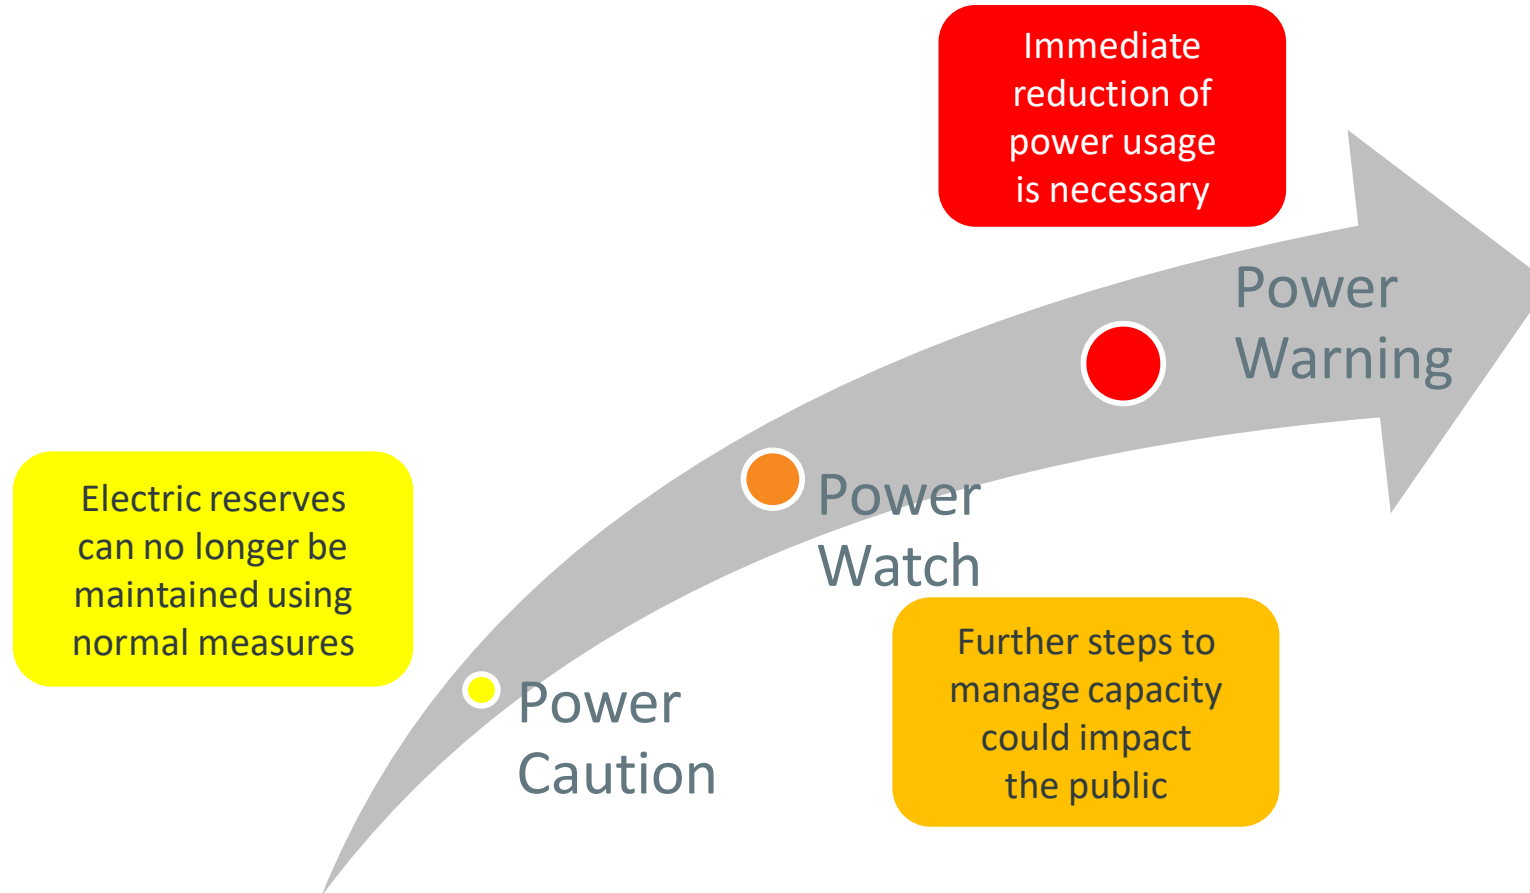 Immediate
reduction of
power usage
is necessary
Power
Warning
Electric reserves
can no longer be
maintained using
normal measures
Power
Watch
Power
Caution
Further steps to
manage capacity
could impact
the public